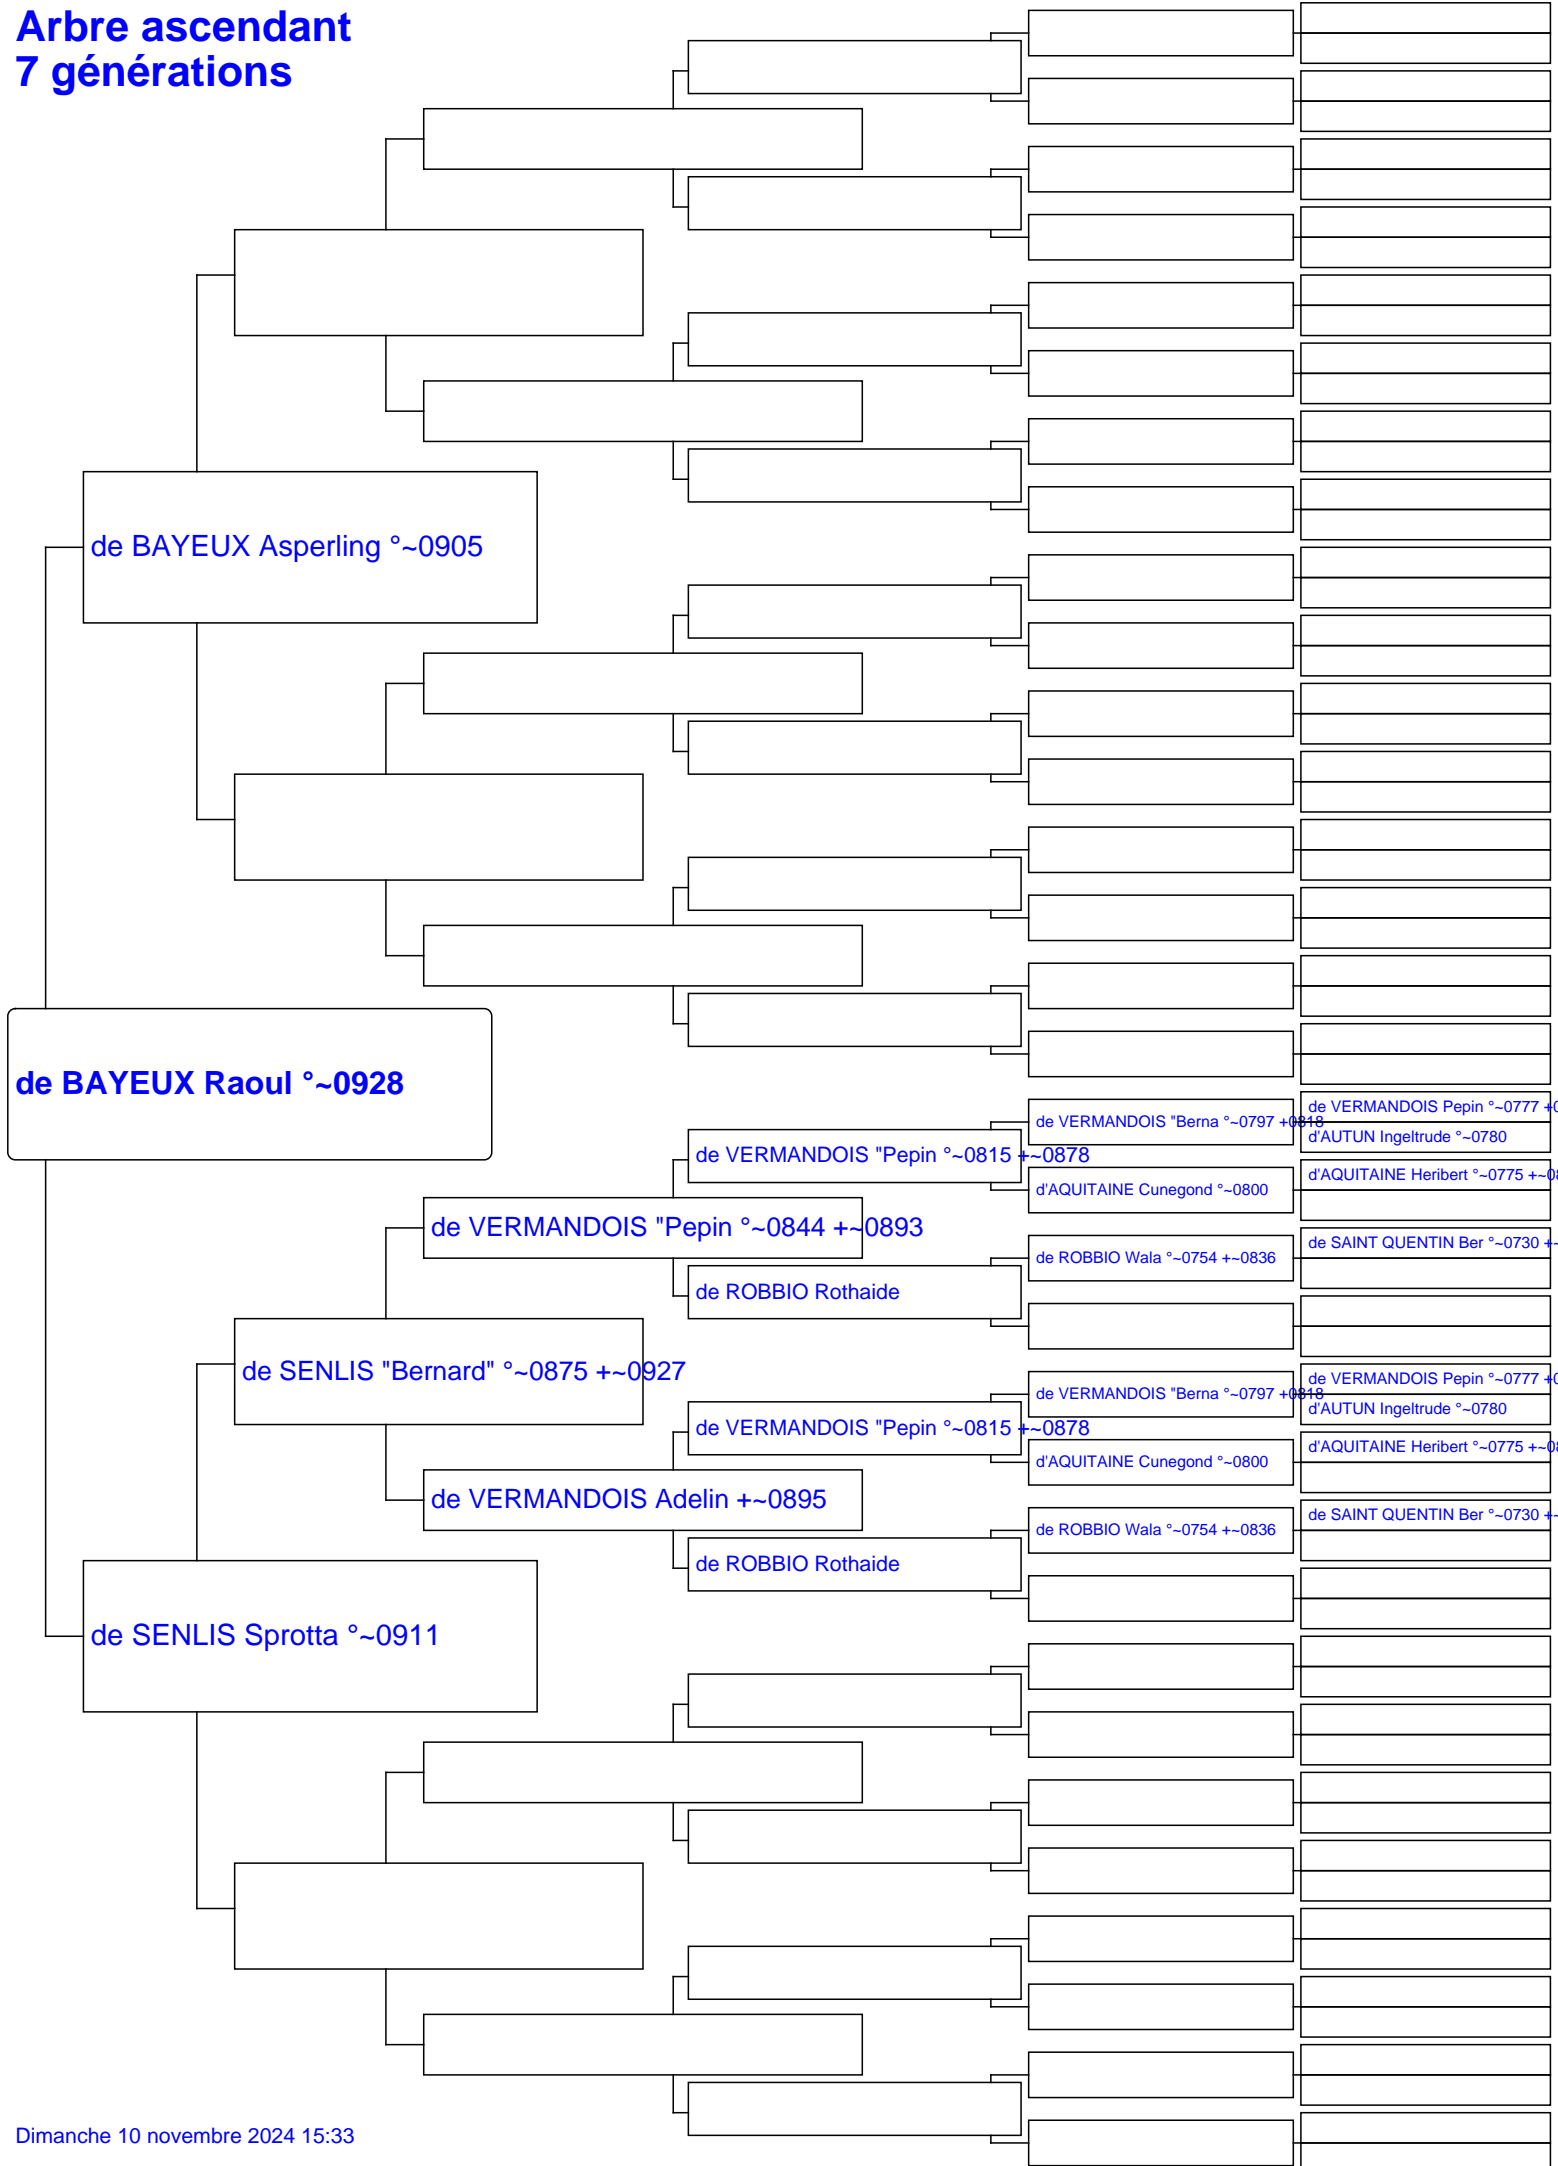 Arbre ascendant
7 générations
de BAYEUX Asperling °~0905
de BAYEUX Raoul °~0928
de VERMANDOIS Pepin °~0777 +0
de VERMANDOIS "Berna °~0797 +0818
d'AUTUN Ingeltrude °~0780
de VERMANDOIS "Pepin °~0815 +~0878
d'AQUITAINE Heribert °~0775 +~08
d'AQUITAINE Cunegond °~0800
de VERMANDOIS "Pepin °~0844 +~0893
de SAINT QUENTIN Ber °~0730 +~
de ROBBIO Wala °~0754 +~0836
de ROBBIO Rothaide
de SENLIS "Bernard" °~0875 +~0927
de VERMANDOIS Pepin °~0777 +0
de VERMANDOIS "Berna °~0797 +0818
d'AUTUN Ingeltrude °~0780
de VERMANDOIS "Pepin °~0815 +~0878
d'AQUITAINE Heribert °~0775 +~08
d'AQUITAINE Cunegond °~0800
de VERMANDOIS Adelin +~0895
de SAINT QUENTIN Ber °~0730 +~
de ROBBIO Wala °~0754 +~0836
de ROBBIO Rothaide
de SENLIS Sprotta °~0911
Dimanche 10 novembre 2024 15:33